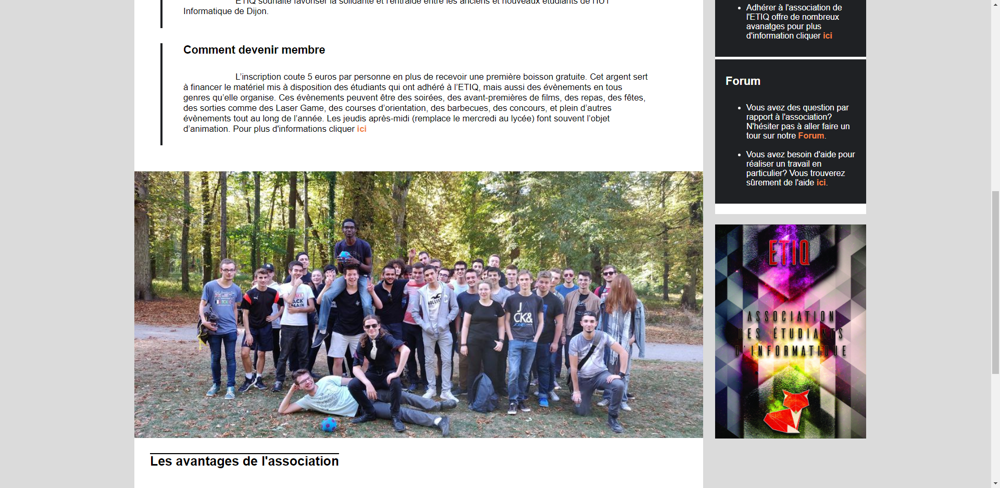 ETIQ souhaite favoriser la solidarité et l'entraide entre les anciens et nouveaux étudiants de l'IUT
Informatique de Dijon.
Comment devenir membre
L’inscription coute 5 euros par personne en plus de recevoir une première boisson gratuite. Cet argent sert
à financer le matériel mis à disposition des étudiants qui ont adhéré à l’ETIQ, mais aussi des évènements en tous
genres qu’elle organise. Ces évènements peuvent être des soirées, des avant-premières de films, des repas, des fêtes,
des sorties comme des Laser Game, des courses d’orientation, des barbecues, des concours, et plein d’autres
évènements tout au long de l’année. Les jeudis après-midi (remplace le mercredi au lycée) font souvent l’objet
d’animation. Pour plus d'informations cliquer ici
HOLLISTER
J
CK&
JONES
Les avantages de l'association
Adhérer à l'association de
l'ETIQ offre de nombreux
avanatges pour plus
d'information cliquer ici
Forum
Vous avez des question par
rapport à l'association?
N'hésiter pas à aller faire un
tour sur notre Forum.
Vous avez besoin d'aide pour
réaliser un travail en
particulier? Vous trouverez
sûrement de l'aide ici.
ETIQ
ASSOCIATION
DES ÉTUDIANTS
D'INFORMATIQUE